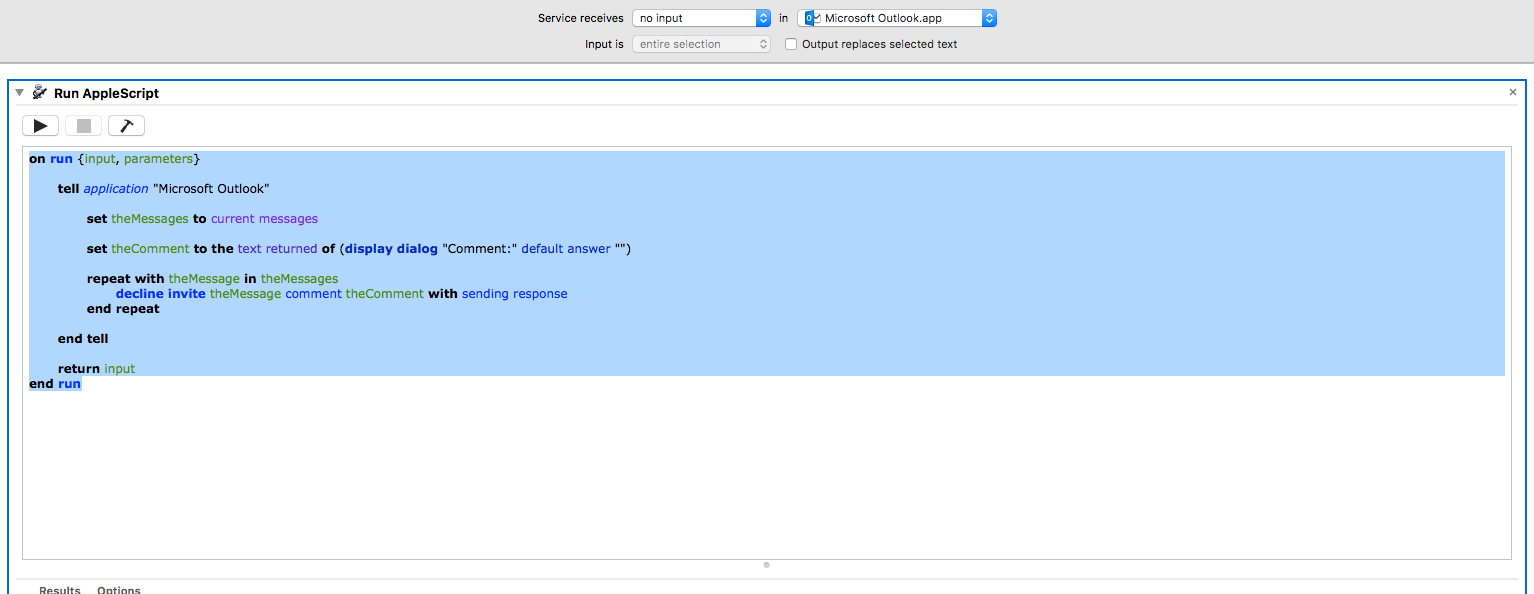 Service receives no input in Microsoft Outlook.app
Input is entire selection Output replaces selected text
Run AppleScript
on run {input, parameters}
tell application "Microsoft Outlook"
set theMessages to current messages
set theComment to the text returned of (display dialog "Comment:" default answer "")
repeat with theMessage in theMessages
decline invite theMessage comment theComment with sending response
end repeat
end tell
return input
end run
Results Options